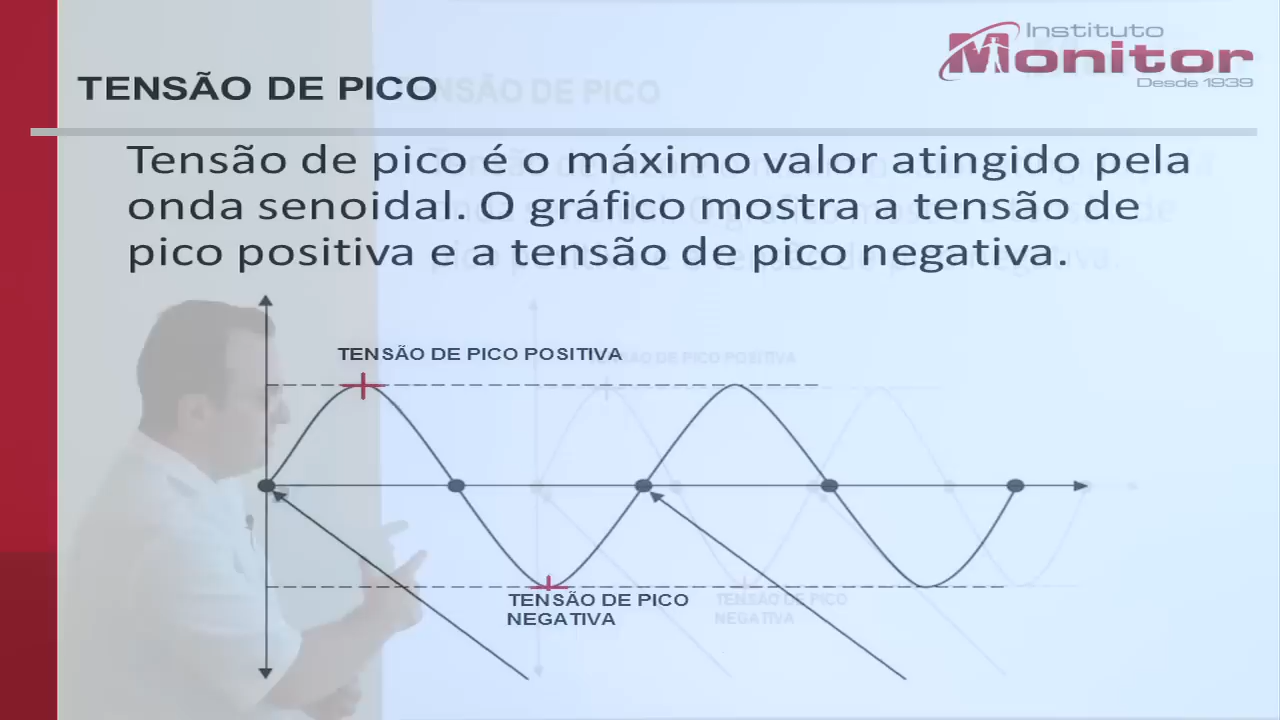 Instituto
Monitor
Desde 1939
TENSÃO DE PICO
Tensão de pico é o máximo valor atingido pela
onda senoidal. O gráfico mostra a tensão de
pico positiva e a tensão de pico negativa.
TENSÃO DE PICO POSITIVA
TENSÃO DE PICO
NEGATIVA